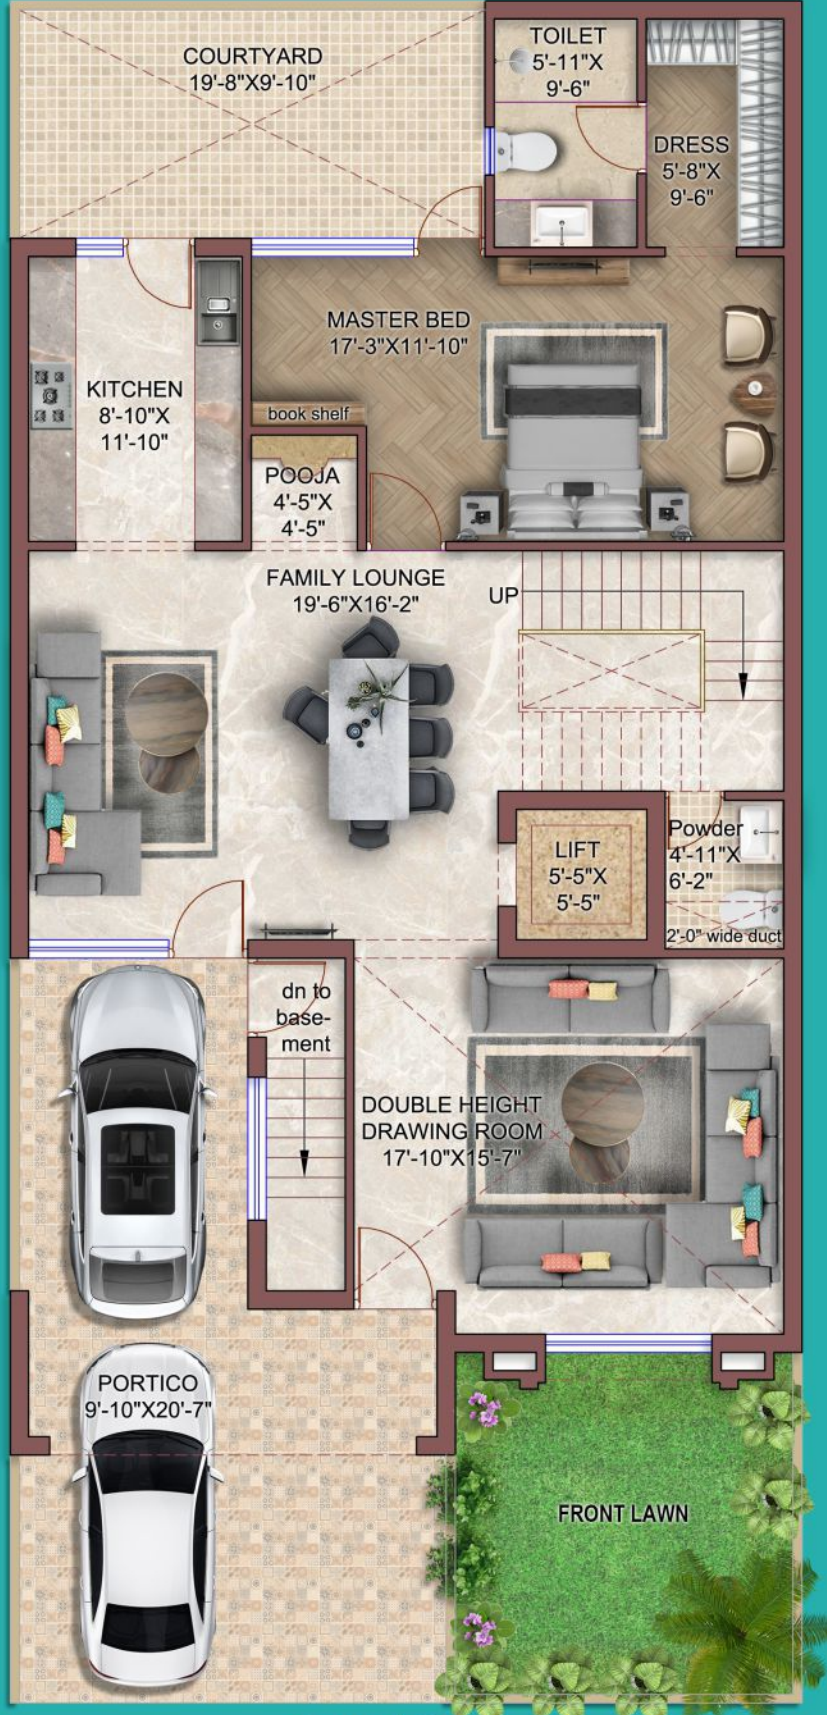 COURTYARD
19'-8"X9'-10"
TOILET
5'-11"X
9'-6"
DRESS
5'-8"X
9'-6"
MASTER BED
17'-3"X11'-10"
KITCHEN
8'-10"X
11'-10"
book shelf
POOJA
4'-5"X
4'-5"
FAMILY LOUNGE
19'-6"X16'-2"
UP
LIFT
5'-5"X
5'-5"
Powder
4'-11"X
6'-2"
2'-0" wide duct
dn to
base-
ment
DOUBLE HEIGHT
DRAWING ROOM
17'-10"X15'-7"
PORTICO
9'-10"X20'-7"
FRONT LAWN